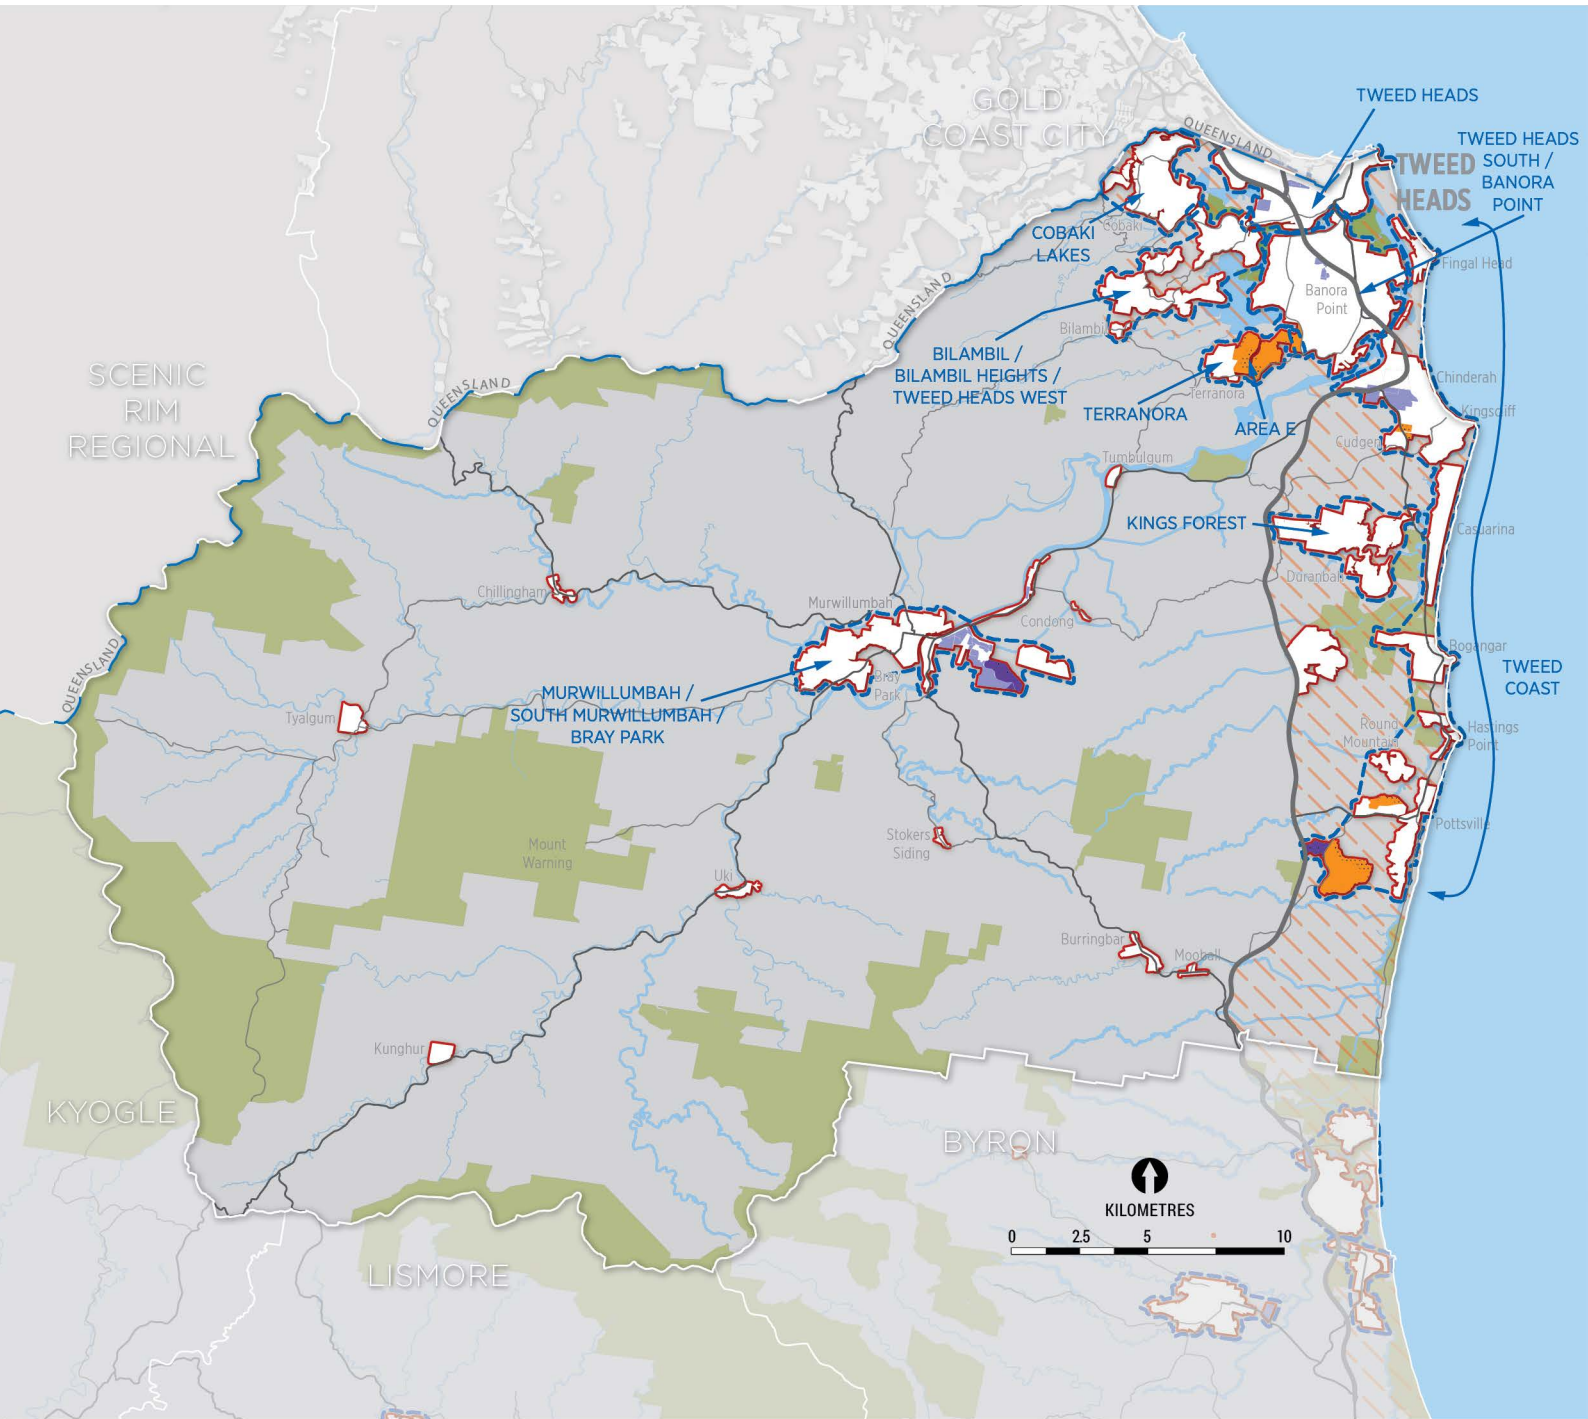 GOLD
COAST CITY
QUEENSLAND
TWEED HEADS
TWEED HEADS
SOUTH /
BANORA
POINT
TWEED
HEADS
COBAKI
LAKES
Cobaki
Fingal Head
Banora
Point
QUEENSLAND
Bilambil
BILAMBIL /
BILAMBIL HEIGHTS /
TWEED HEADS WEST
TERRANORA
Terranora
AREA E
Chinderah
Kingscliff
Cudgen
SCENIC
RIM
REGIONAL
QUEENSLAND
Tumbulgum
KINGS FOREST
Casuarina
Duranbah
Chillingham
Murwillumbah
Condong
Bogangar
TWEED
COAST
QUEENSLAND
Bray
Park
MURWILLUMBAH /
SOUTH MURWILLUMBAH /
BRAY PARK
Tyalgum
Round
Mountain
Hastings
Point
Mount
Warning
Stokers
Siding
Pottsville
Uki
Burringbar
Mooball
Kunghur
KYOGLE
BYRON
LISMORE
KILOMETRES
0 2.5 5 10